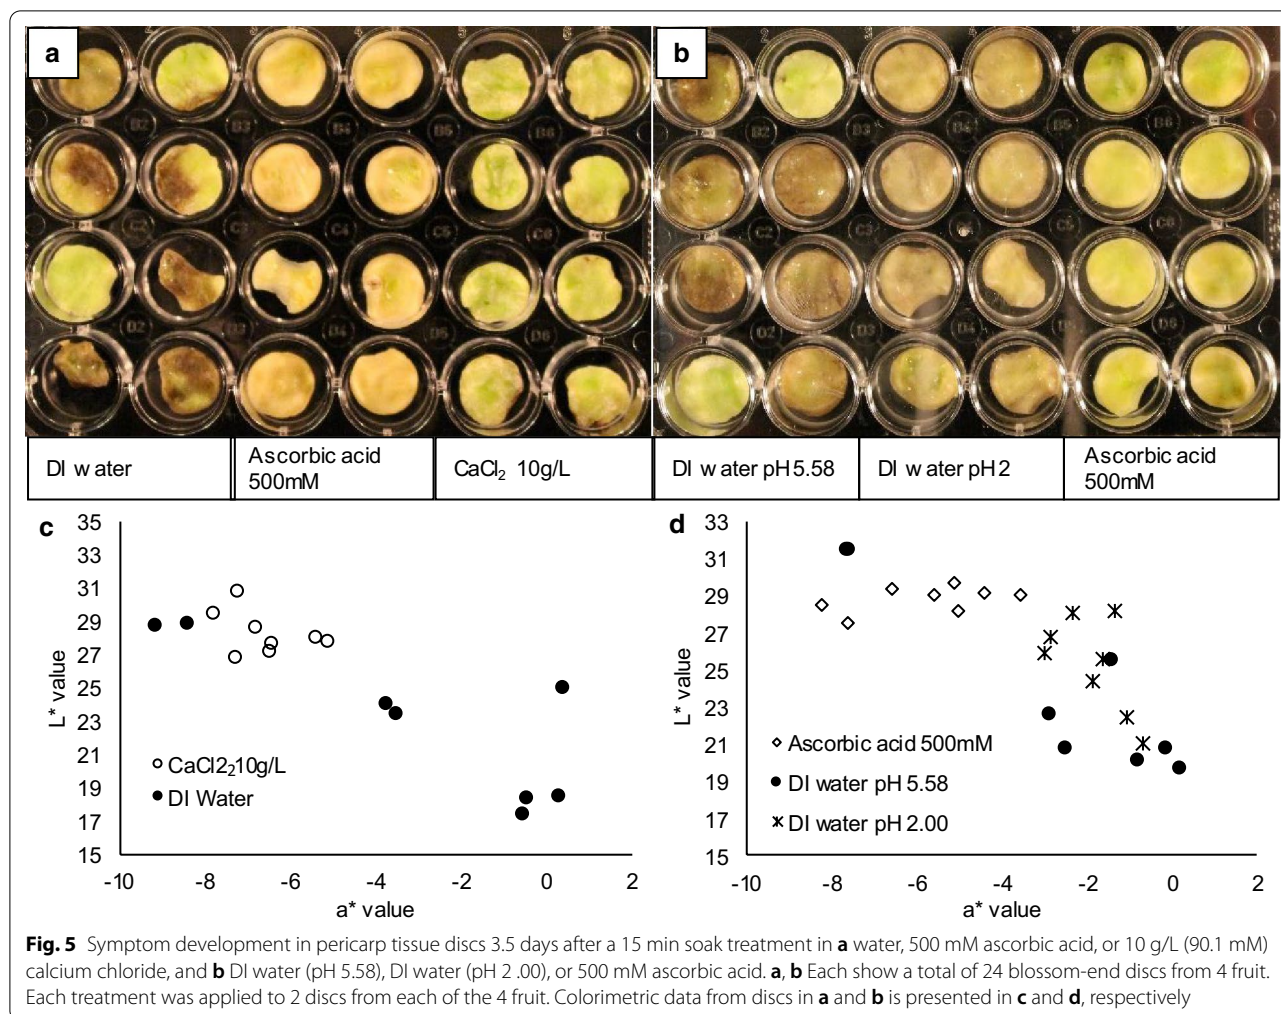 a
b
DI water
Ascorbic acid
500mM
CaCl2 10g/L
DI water pH 5.58
DI water pH 2
Ascorbic acid
500mM
c
35
33
31
29
27
25
23
21
19
17
15
L* value
CaCl2₂10g/L
DI Water
-10 -8 -6 -4 -2 0 2
a* value
d
33
31
29
27
25
23
21
19
17
15
L* value
Ascorbic acid 500mM
DI water pH 5.58
DI water pH 2.00
-10 -8 -6 -4 -2 0 2
a* value
Fig. 5 Symptom development in pericarp tissue discs 3.5 days after a 15 min soak treatment in a water, 500 mM ascorbic acid, or 10 g/L (90.1 mM)
calcium chloride, and b DI water (pH 5.58), DI water (pH 2 .00), or 500 mM ascorbic acid. a, b Each show a total of 24 blossom-end discs from 4 fruit.
Each treatment was applied to 2 discs from each of the 4 fruit. Colorimetric data from discs in a and b is presented in c and d, respectively